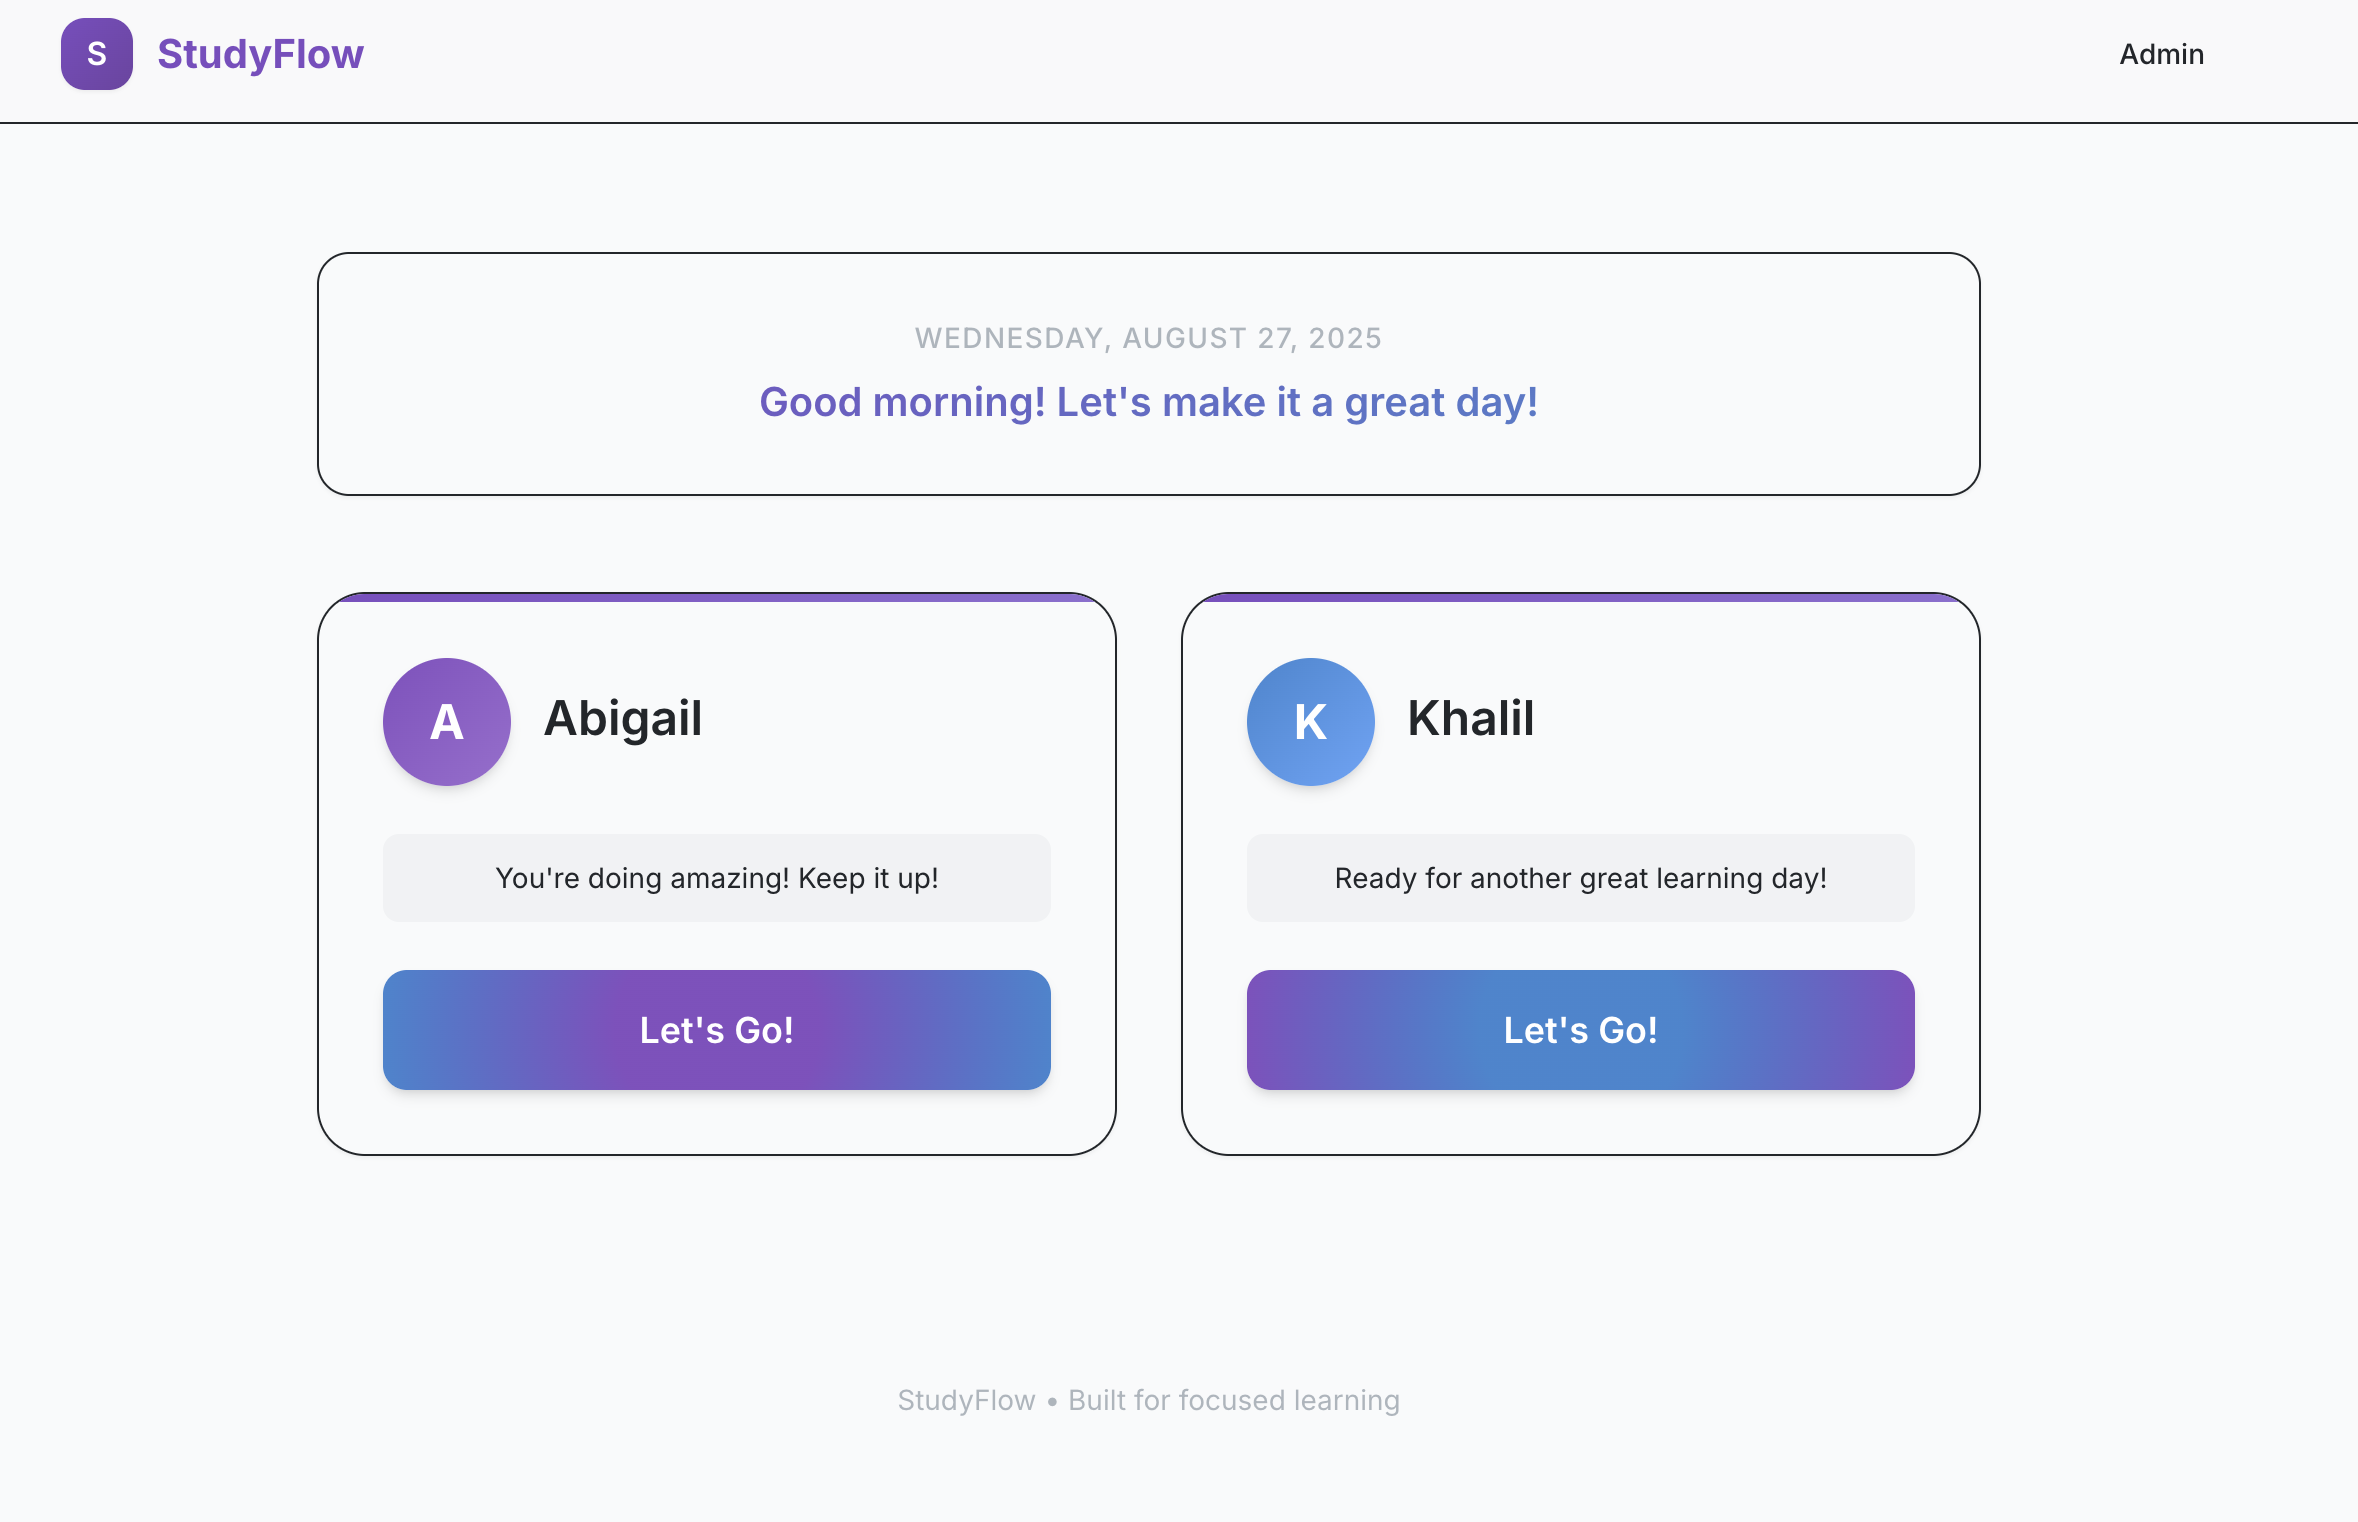 S
StudyFlow
Admin
WEDNESDAY, AUGUST 27, 2025
Good morning! Let's make it a great day!
A
Abigail
You're doing amazing! Keep it up!
Let's Go!
K
Khalil
Ready for another great learning day!
Let's Go!
StudyFlow • Built for focused learning